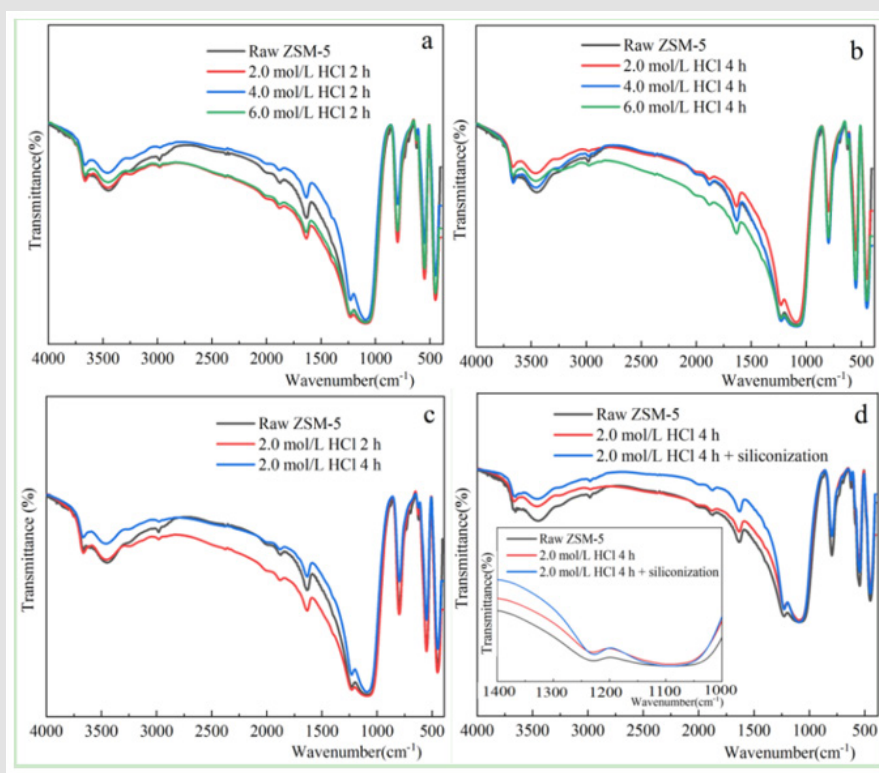 a
Raw ZSM-5
2.0 mol/L HCl 2 h
4.0 mol/L HCl 2 h
6.0 mol/L HCl 2 h
Transmittance(%)
4000 3500 3000 2500 2000 1500 1000 500
Wavenumber(cm⁻¹)
b
Raw ZSM-5
2.0 mol/L HCl 4 h
4.0 mol/L HCl 4 h
6.0 mol/L HCl 4 h
Transmittance(%)
4000 3500 3000 2500 2000 1500 1000 500
Wavenumber(cm⁻¹)
c
Raw ZSM-5
2.0 mol/L HCl 2 h
2.0 mol/L HCl 4 h
Transmittance (%)
4000 3500 3000 2500 2000 1500 1000 500
Wavenumber(cm⁻¹)
d
Raw ZSM-5
2.0 mol/L HCl 4 h
2.0 mol/L HCl 4 h + siliconization
Transmittance (%)
Raw ZSM-5
2.0 mol/L HCl 4 h
2.0 mol/L HCl 4 h + siliconization
Transmittance(%)
1400 1300 1200 1100 1000
Wavenumber(cm⁻¹)
4000 3500 3000 2500 2000 1500 1000 500
Wavenumber(cm⁻¹)